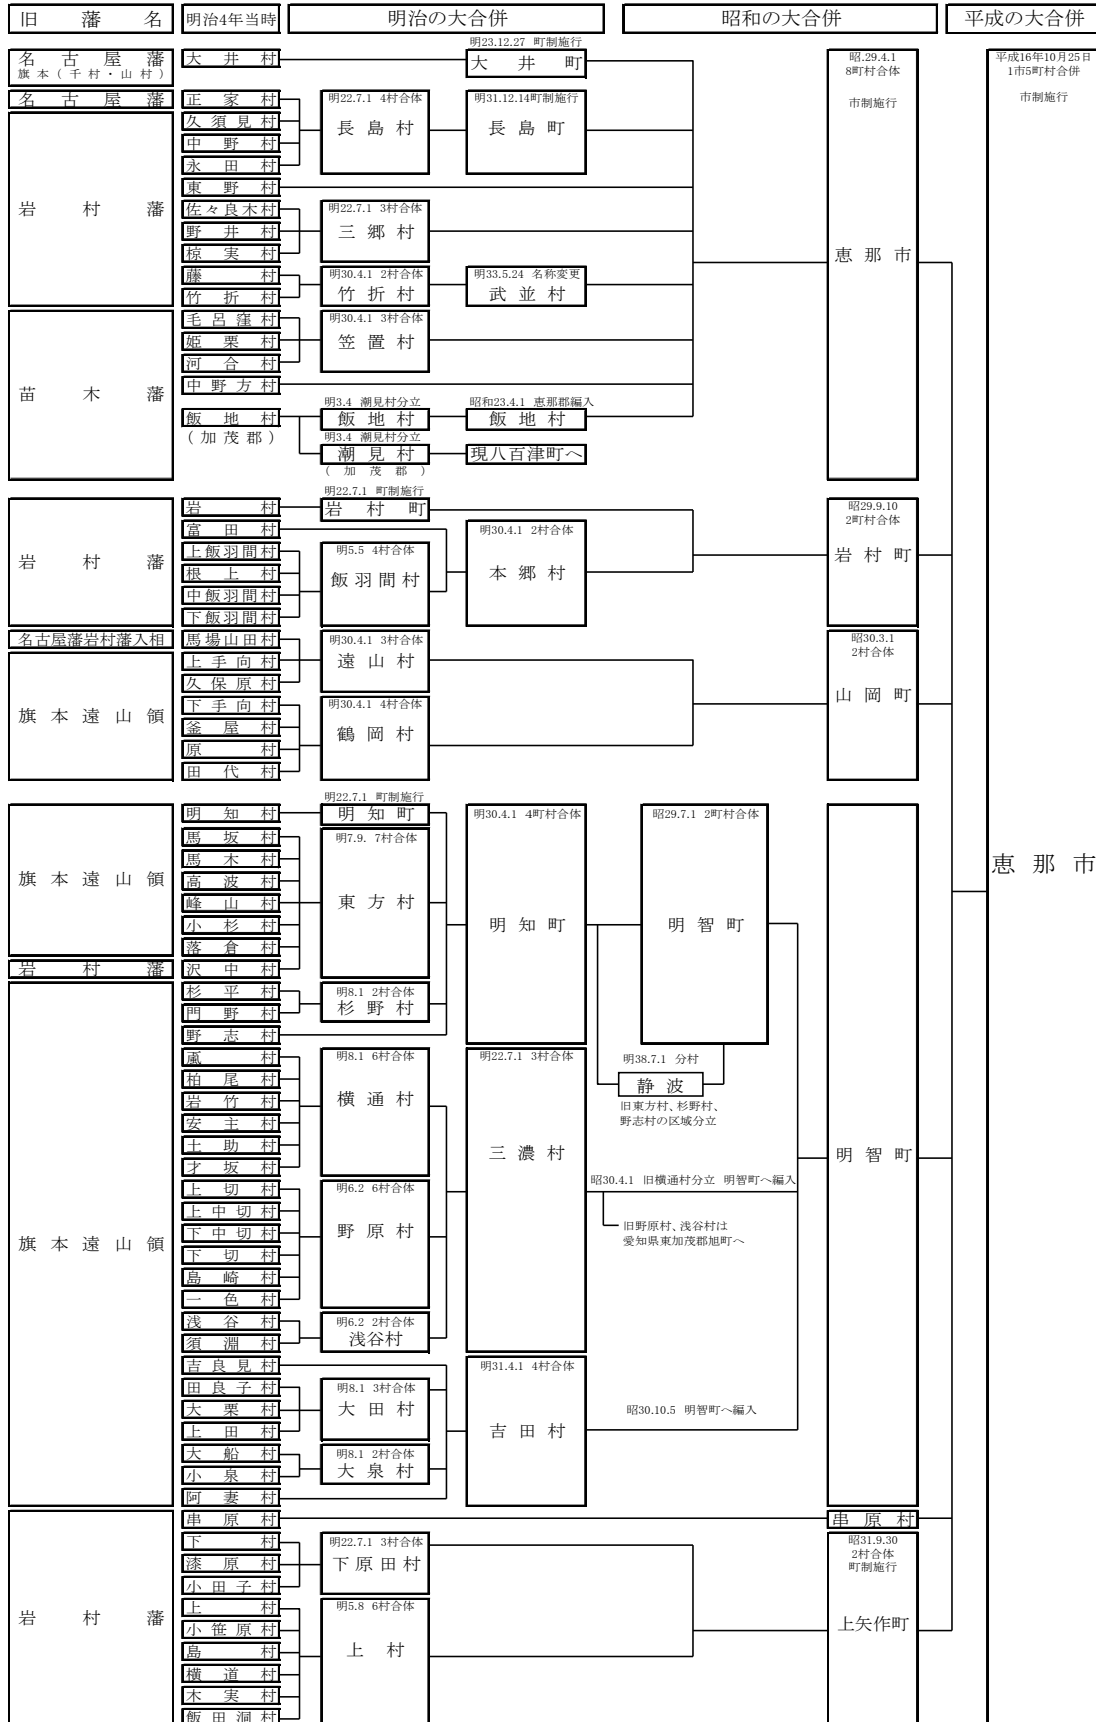 旧藩名 明治4年当時 明治の大合併 昭和の大合併 平成の大合併
名古屋藩
旗本(千村・山村)
大井村
明23.12.27 町制施行
大井町
昭.29.4.1
8町村合体
市制施行
平成16年10月25日
1市5町村合併
市制施行
名古屋藩
正家村
久須見村
中野村
永田村
明22.7.1 4村合体
長島村
明31.12.14町制施行
長島町
岩村藩
東野村
佐々良木村
野井村
椋実村
明22.7.1 3村合体
三郷村
藤村
竹折村
明30.4.1 2村合体
竹折村
明33.5.24 名称変更
武並村
恵那市
苗木藩
毛呂窪村
姫栗村
河合村
明30.4.1 3村合体
笠置村
中野方村
飯地村
(加茂郡)
明3.4 潮見村分立
飯地村
昭和23.4.1 恵那郡編入
飯地村
明3.4 潮見村分立
潮見村
(加茂郡)
現八百津町へ
岩村藩
岩村
明22.7.1 町制施行
岩村町
富田村
上飯羽間村
根上村
中飯羽間村
下飯羽間村
明5.5 4村合体
飯羽間村
明30.4.1 2村合体
本郷村
昭29.9.10
2町村合体
岩村町
名古屋藩岩村藩入相
馬場山田村
上手向村
久保原村
明30.4.1 3村合体
遠山村
旗本遠山領
下手向村
釜屋村
原村
田代村
明30.4.1 4村合体
鶴岡村
昭30.3.1
2村合体
山岡町
旗本遠山領
明知村
明22.7.1 町制施行
明知町
馬坂村
馬木村
高波村
峰山村
小杉村
落倉村
岩村藩
沢中村
明7.9. 7村合体
東方村
旗本遠山領
杉平村
門野村
明8.1 2村合体
杉野村
野志村
明30.4.1 4町村合体
明知町
昭29.7.1 2町村合体
明智町
明38.7.1 分村
静波
旧東方村、杉野村、
野志村の区域分立
恵那市
村
柏尾村
岩竹村
安主村
土助村
才坂村
明8.1 6村合体
横通村
上切村
上中切村
下中切村
下切村
島崎村
一色村
明6.2 6村合体
野原村
浅谷村
須淵村
明6.2 2村合体
浅谷村
明22.7.1 3村合体
三濃村
昭30.4.1 旧横通村分立 明智町へ編入
旧野原村、浅谷村は
愛知県東加茂郡旭町へ
明智町
吉良見村
田良子村
大栗村
上田村
明8.1 3村合体
大田村
大船村
小泉村
明8.1 2村合体
大泉村
阿妻村
明31.4.1 4村合体
吉田村
昭30.10.5 明智町へ編入
岩村藩
串原村
串原村
下村
漆原村
小田子村
明22.7.1 3村合体
下原田村
上村
小笹原村
島村
横道村
木実村
飯田洞村
明5.8 6村合体
上村
昭31.9.30
2村合体
町制施行
上矢作町